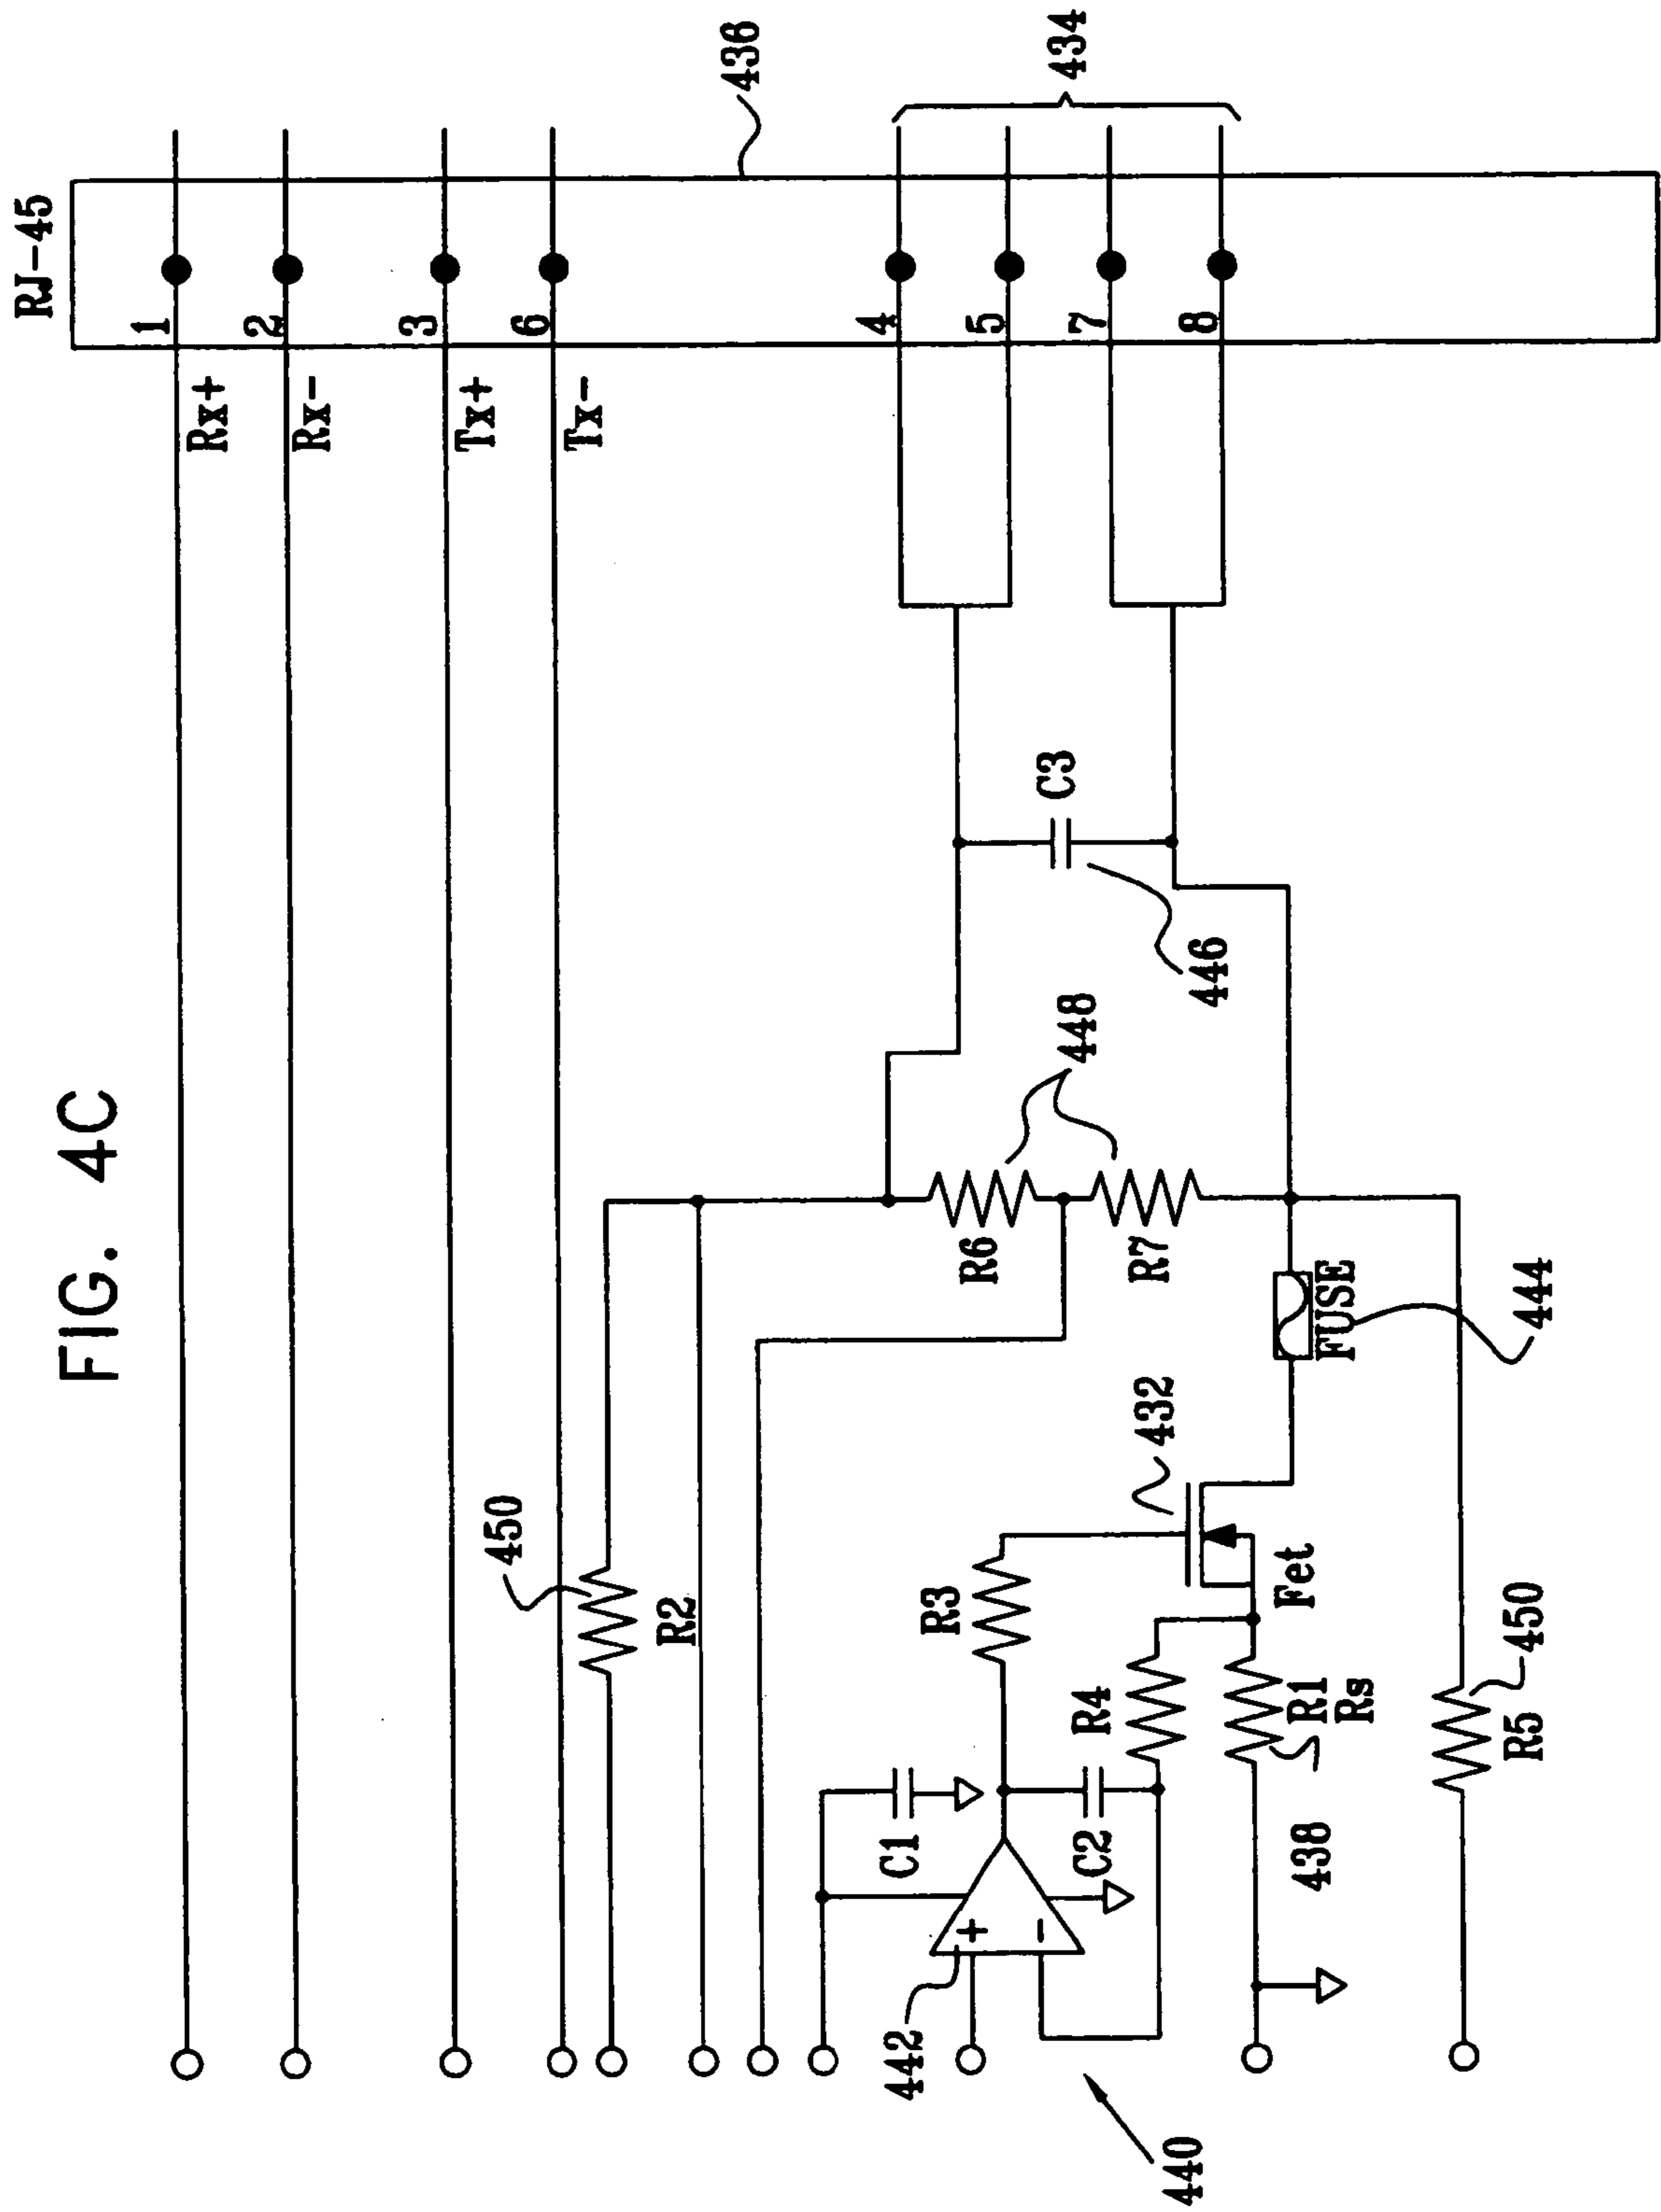 FIG. 4C
RJ-45
436
1
Rx+
2
Rx-
3
Tx+
6
Tx-
4
5
7
8
434
C3
446
448
R6
R7
450
R2
432
FUSE
444
R3
Fet
R4
R1
Rs
438
450
R5
C1
C2
+
-
442
440